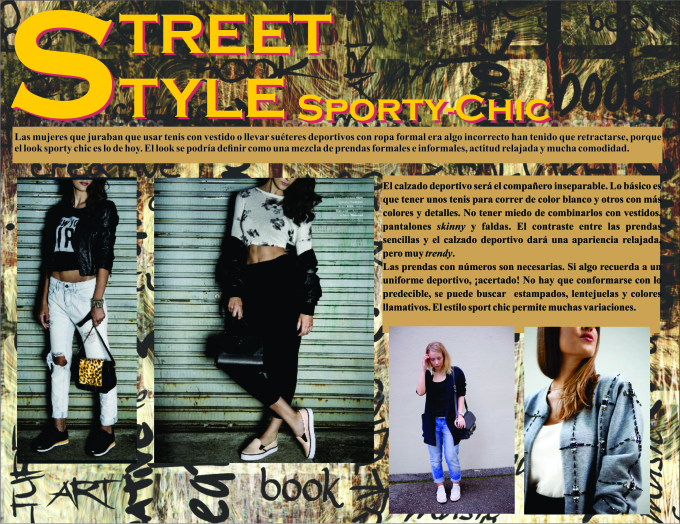 STREET
STYLE SPORTY-CHIC
Las mujeres que juraban que usar tenis con vestido o llevar suéteres deportivos con ropa formal era algo incorrecto han tenido que retractarse, porque
el look sporty chic es lo de hoy. El look se podría definir como una mezcla de prendas formales e informales, actitud relajada y mucha comodidad.
El calzado deportivo será el compañero inseparable. Lo básico es
que tener unos tenis para correr de color blanco y otros con más
colores y detalles. No tener miedo de combinarlos con vestidos,
pantalones skinny y faldas. El contraste entre las prendas
sencillas y el calzado deportivo dará una apariencia relajada,
pero muy trendy.
Las prendas con números son necesarias. Si algo recuerda a un
uniforme deportivo, ¡acertado! No hay que conformarse con lo
predecible, se puede buscar estampados, lentejuelas y colores
llamativos. El estilo sport chic permite muchas variaciones.
book
book
ART
book